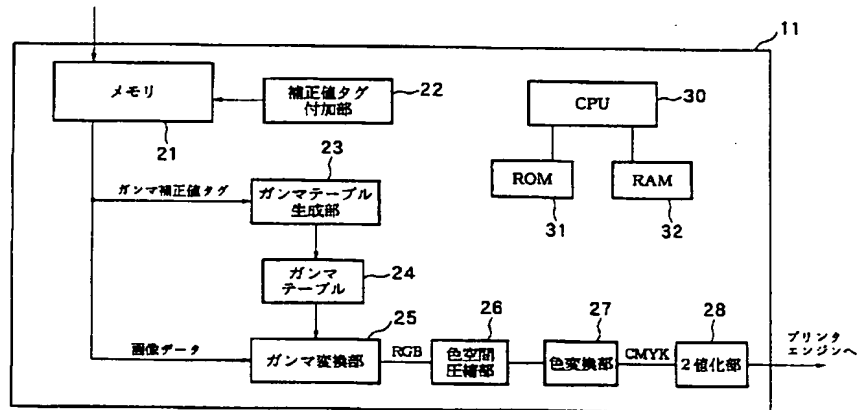 11
メモリ
21
補正値タグ
付加部
22
CPU
30
ROM
31
RAM
32
ガンマ補正値タグ
23
ガンマテーブル
生成部
ガンマ
テーブル
24
画像データ
25
ガンマ変換部
RGB
26
色空間
圧縮部
27
色変換部
CMYK
28
2値化部
プリンタ
エンジンへ